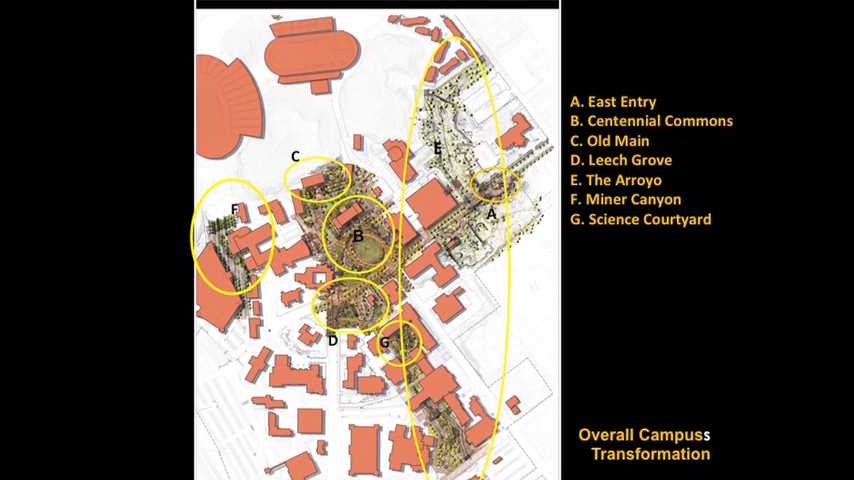 C
F
E
A
B
D
G
A. East Entry
B. Centennial Commons
C. Old Main
D. Leech Grove
E. The Arroyo
F. Miner Canyon
G. Science Courtyard
Overall Campuss
Transformation